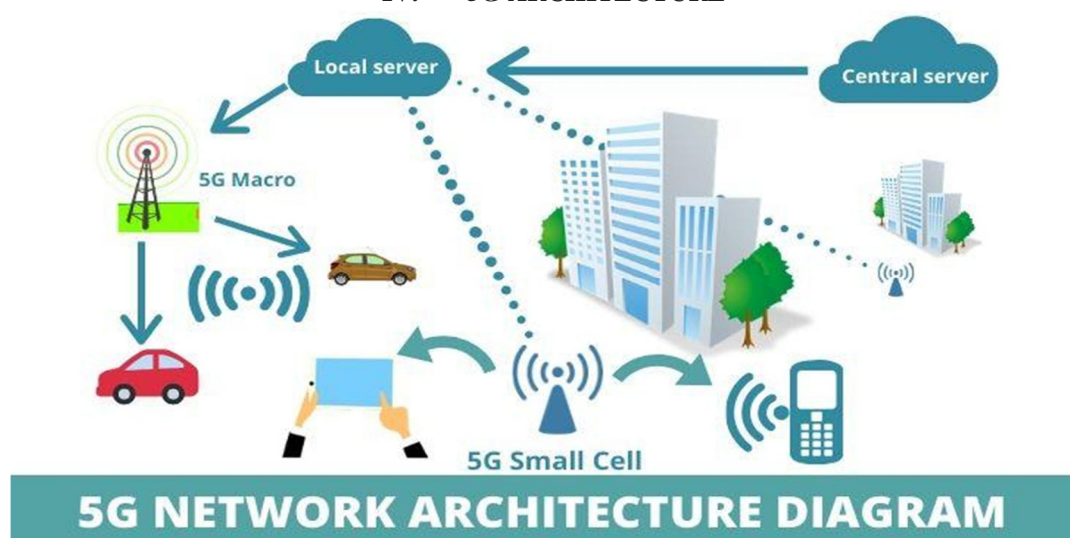 Local server
Central server
5G Macro
5G Small Cell
5G NETWORK ARCHITECTURE DIAGRAM